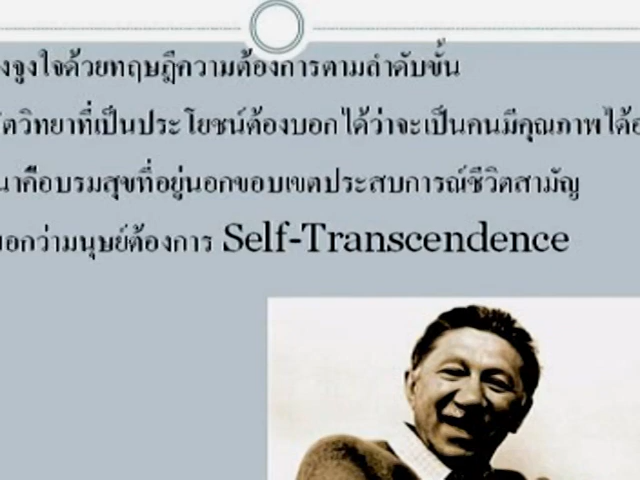 งจูงใจด้วยทฤษฎีความต้องการตามลำดับขั้น
ตวิทยาที่เป็นประโยชน์ต้องบอกได้ว่าจะเป็นคนมีคุณภาพได้อ
นาคือบรมสุขที่อยู่นอกขอบเขตประสบการณ์ชีวิตสามัญ
บอกว่ามนุษย์ต้องการ Self-Transcendence